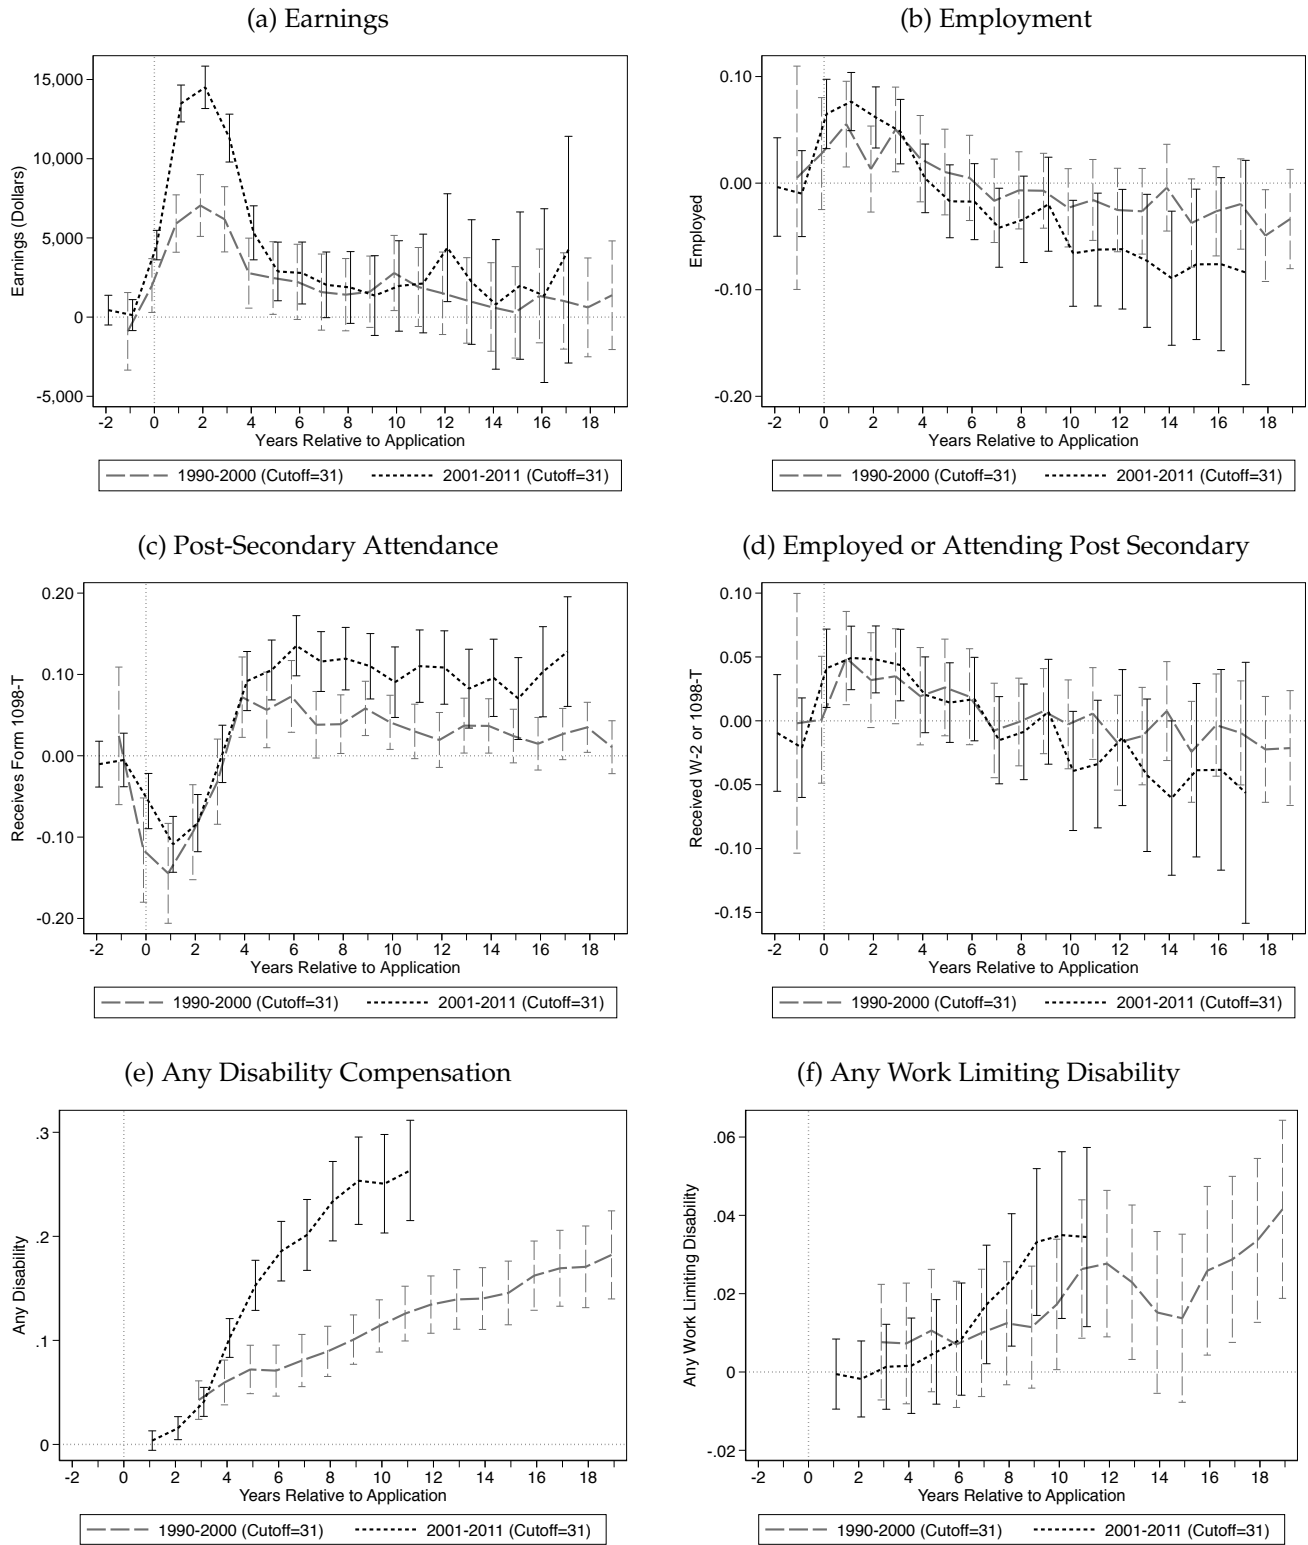 (a) Earnings
15,000
10,000
5,000
0
-5,000
Earnings (Dollars)
-2 0 2 4 6 8 10 12 14 16 18
Years Relative to Application
1990-2000 (Cutoff=31) 2001-2011 (Cutoff=31)
(b) Employment
0.10
0.00
-0.10
-0.20
Employed
-2 0 2 4 6 8 10 12 14 16 18
Years Relative to Application
1990-2000 (Cutoff=31) 2001-2011 (Cutoff=31)
(c) Post-Secondary Attendance
0.20
0.10
0.00
-0.10
-0.20
Receives Form 1098-T
-2 0 2 4 6 8 10 12 14 16 18
Years Relative to Application
1990-2000 (Cutoff=31) 2001-2011 (Cutoff=31)
(d) Employed or Attending Post Secondary
0.10
0.05
0.00
-0.05
-0.10
-0.15
Received W-2 or 1098-T
-2 0 2 4 6 8 10 12 14 16 18
Years Relative to Application
1990-2000 (Cutoff=31) 2001-2011 (Cutoff=31)
(e) Any Disability Compensation
.3
.2
.1
0
Any Disability
-2 0 2 4 6 8 10 12 14 16 18
Years Relative to Application
1990-2000 (Cutoff=31) 2001-2011 (Cutoff=31)
(f) Any Work Limiting Disability
.06
.04
.02
0
-.02
Any Work Limiting Disability
-2 0 2 4 6 8 10 12 14 16 18
Years Relative to Application
1990-2000 (Cutoff=31) 2001-2011 (Cutoff=31)